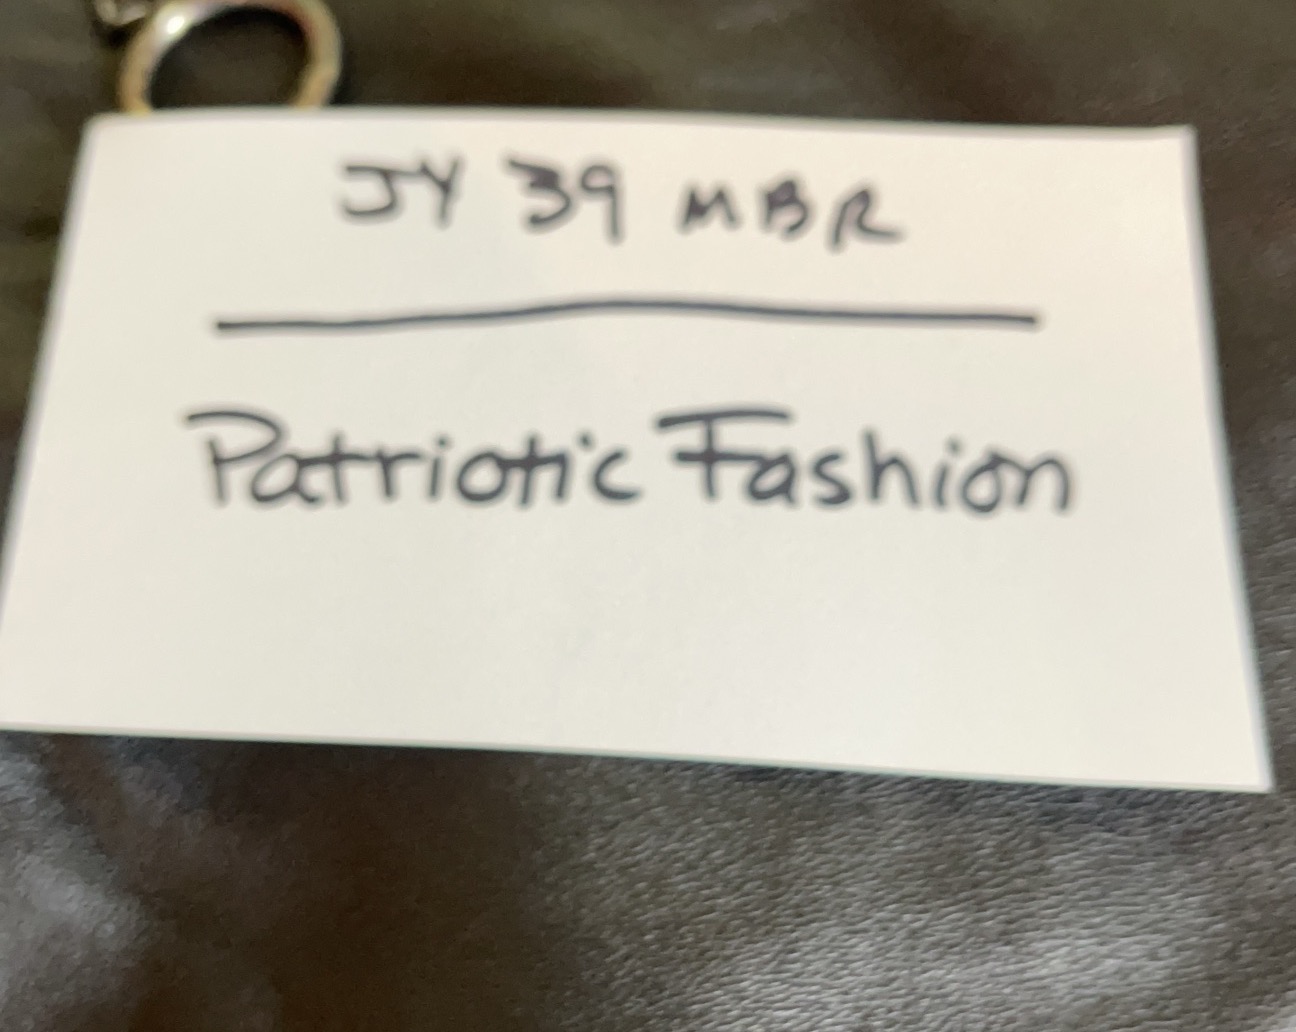 JY 39 MBR
Patriotic Fashion